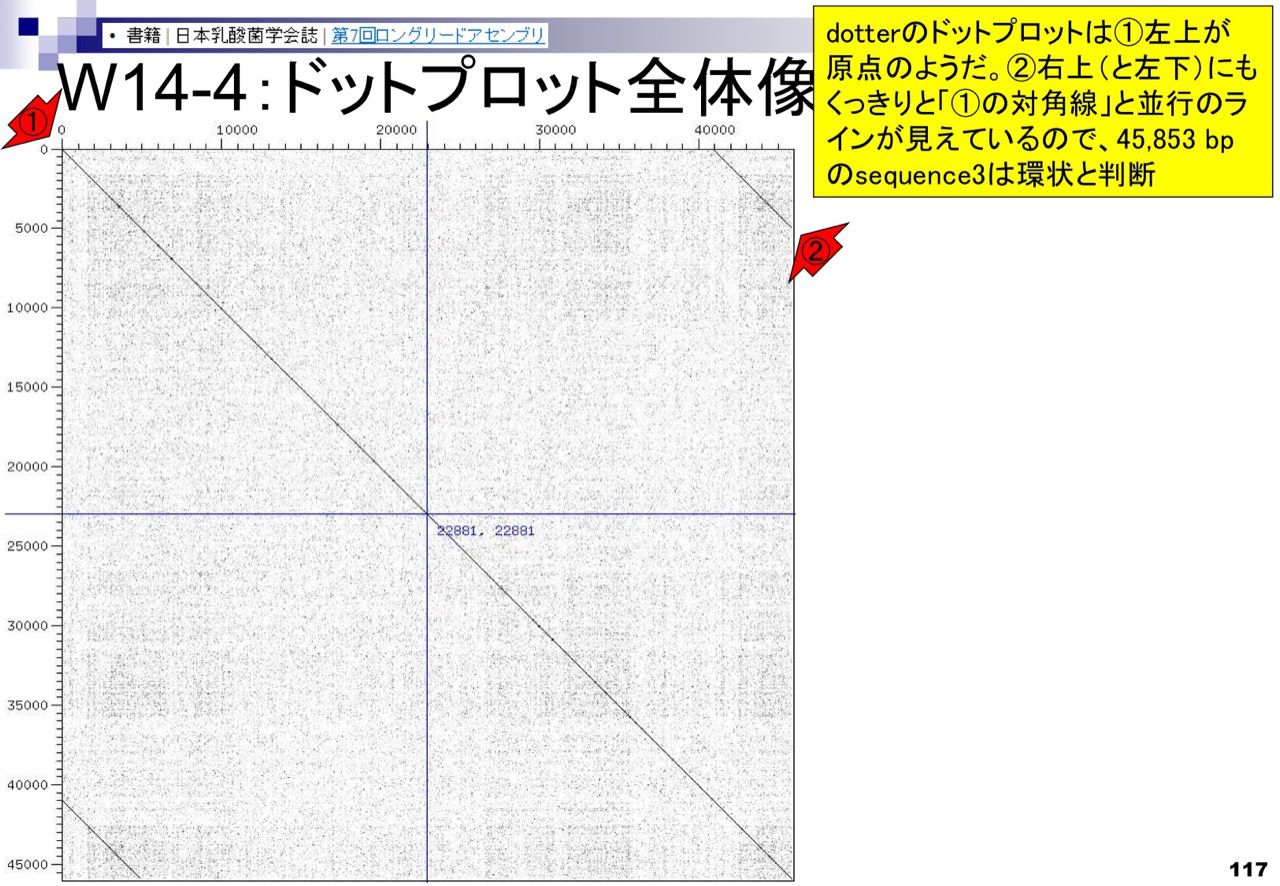 • 書籍 | 日本乳酸菌学会誌 | 第7回ロングリードアセンブリ
W14-4:ドットプロット全体像
dotterのドットプロットは①左上が
原点のようだ。②右上(と左下)にも
くっきりと「①の対角線」と並行のラ
インが見えているので、45,853 bp
のsequence3は環状と判断
①
0 10000 20000 30000 40000
0
5000
②
10000
15000
20000
22881, 22881
25000
30000
35000
40000
45000
117